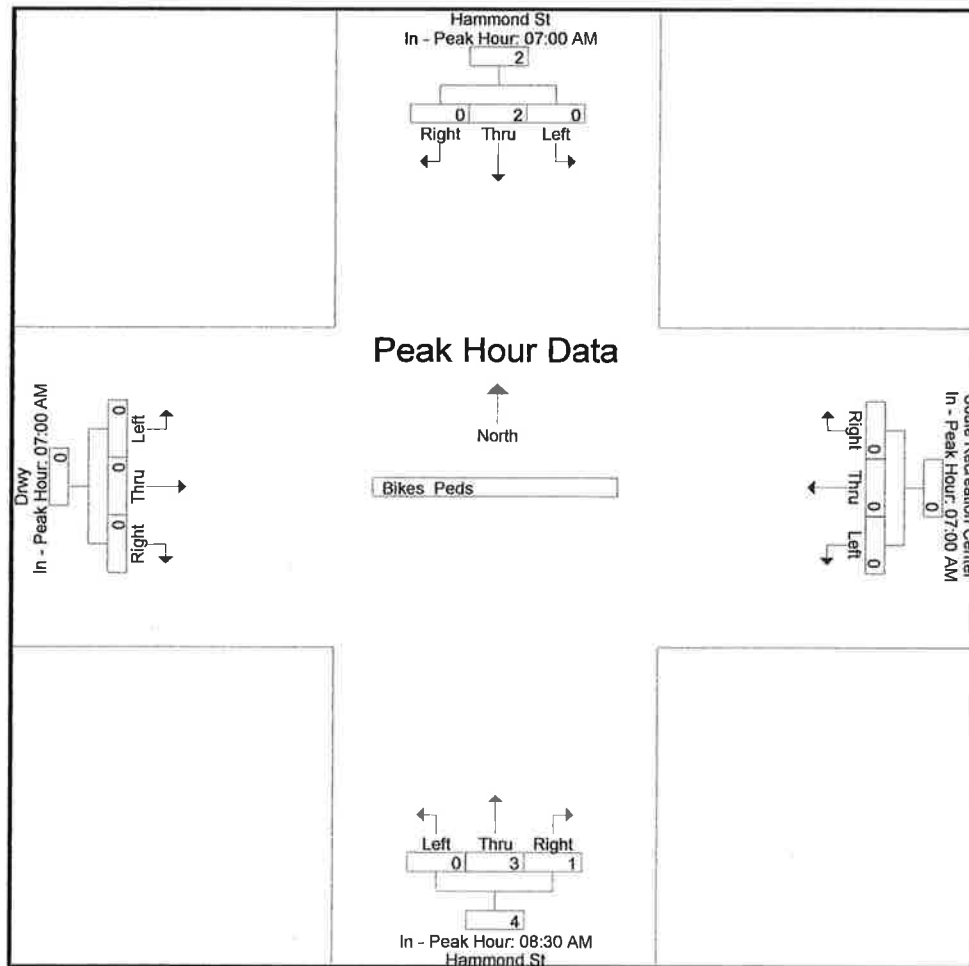 Hammond St
In - Peak Hour: 07:00 AM
2
0 2 0
Right Thru Left
Peak Hour Data
North
Bikes Peds
Drwy
In - Peak Hour: 07:00 AM
0
0 0 0
Left Thru Right
Recreation Center
In - Peak Hour: 07:00 AM
0
0 0 0
Right Thru Left
Left Thru Right
0 3 1
4
In - Peak Hour: 08:30 AM
Hammond St